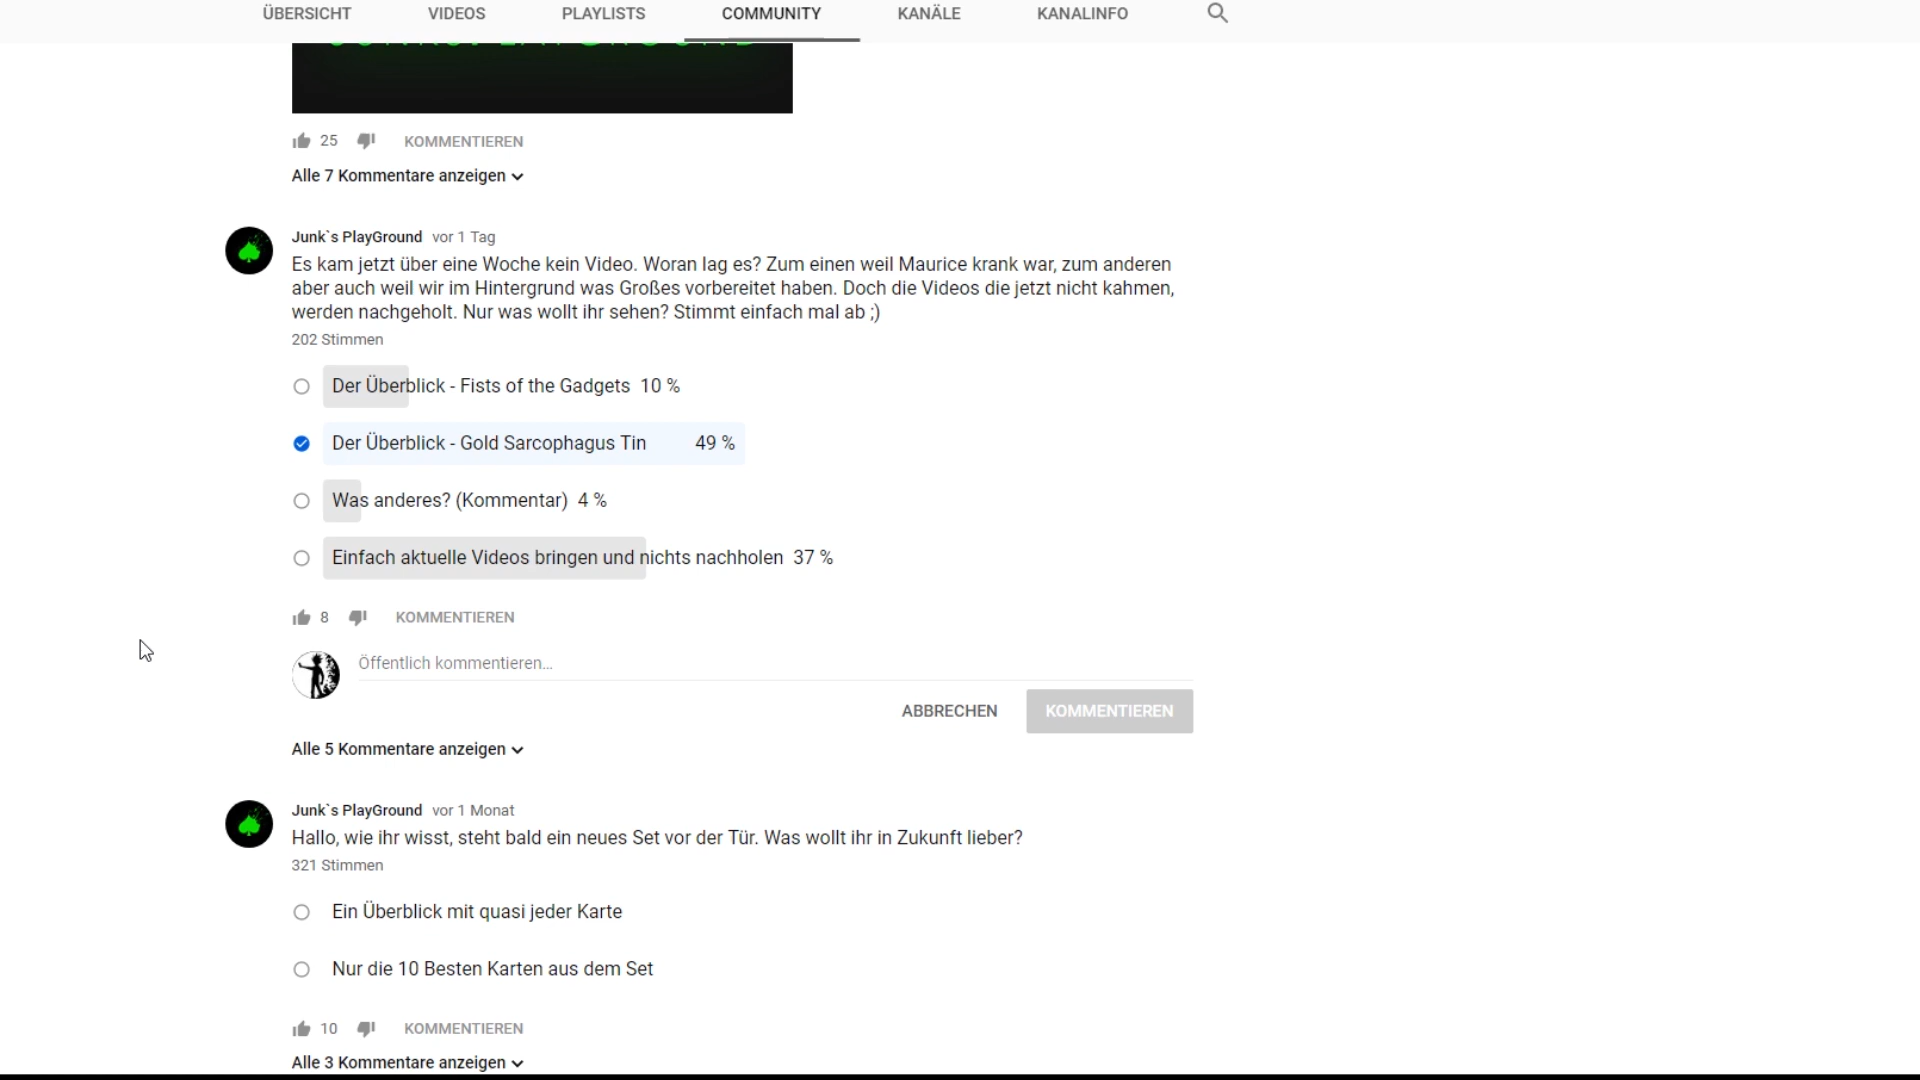 ÜBERSICHT VIDEOS PLAYLISTS COMMUNITY KANÄLE KANALINFO
25 KOMMENTIEREN
Alle 7 Kommentare anzeigen
Junk`s PlayGround vor 1 Tag
Es kam jetzt über eine Woche kein Video. Woran lag es? Zum einen weil Maurice krank war, zum anderen
aber auch weil wir im Hintergrund was Großes vorbereitet haben. Doch die Videos die jetzt nicht kahmen,
werden nachgeholt. Nur was wollt ihr sehen? Stimmt einfach mal ab ;)
202 Stimmen
Der Überblick - Fists of the Gadgets 10 %
Der Überblick - Gold Sarcophagus Tin 49 %
Was anderes? (Kommentar) 4 %
Einfach aktuelle Videos bringen und nichts nachholen 37 %
8 KOMMENTIEREN
Öffentlich kommentieren...
ABBRECHEN KOMMENTIEREN
Alle 5 Kommentare anzeigen
Junk`s PlayGround vor 1 Monat
Hallo, wie ihr wisst, steht bald ein neues Set vor der Tür. Was wollt ihr in Zukunft lieber?
321 Stimmen
Ein Überblick mit quasi jeder Karte
Nur die 10 Besten Karten aus dem Set
10 KOMMENTIEREN
Alle 3 Kommentare anzeigen